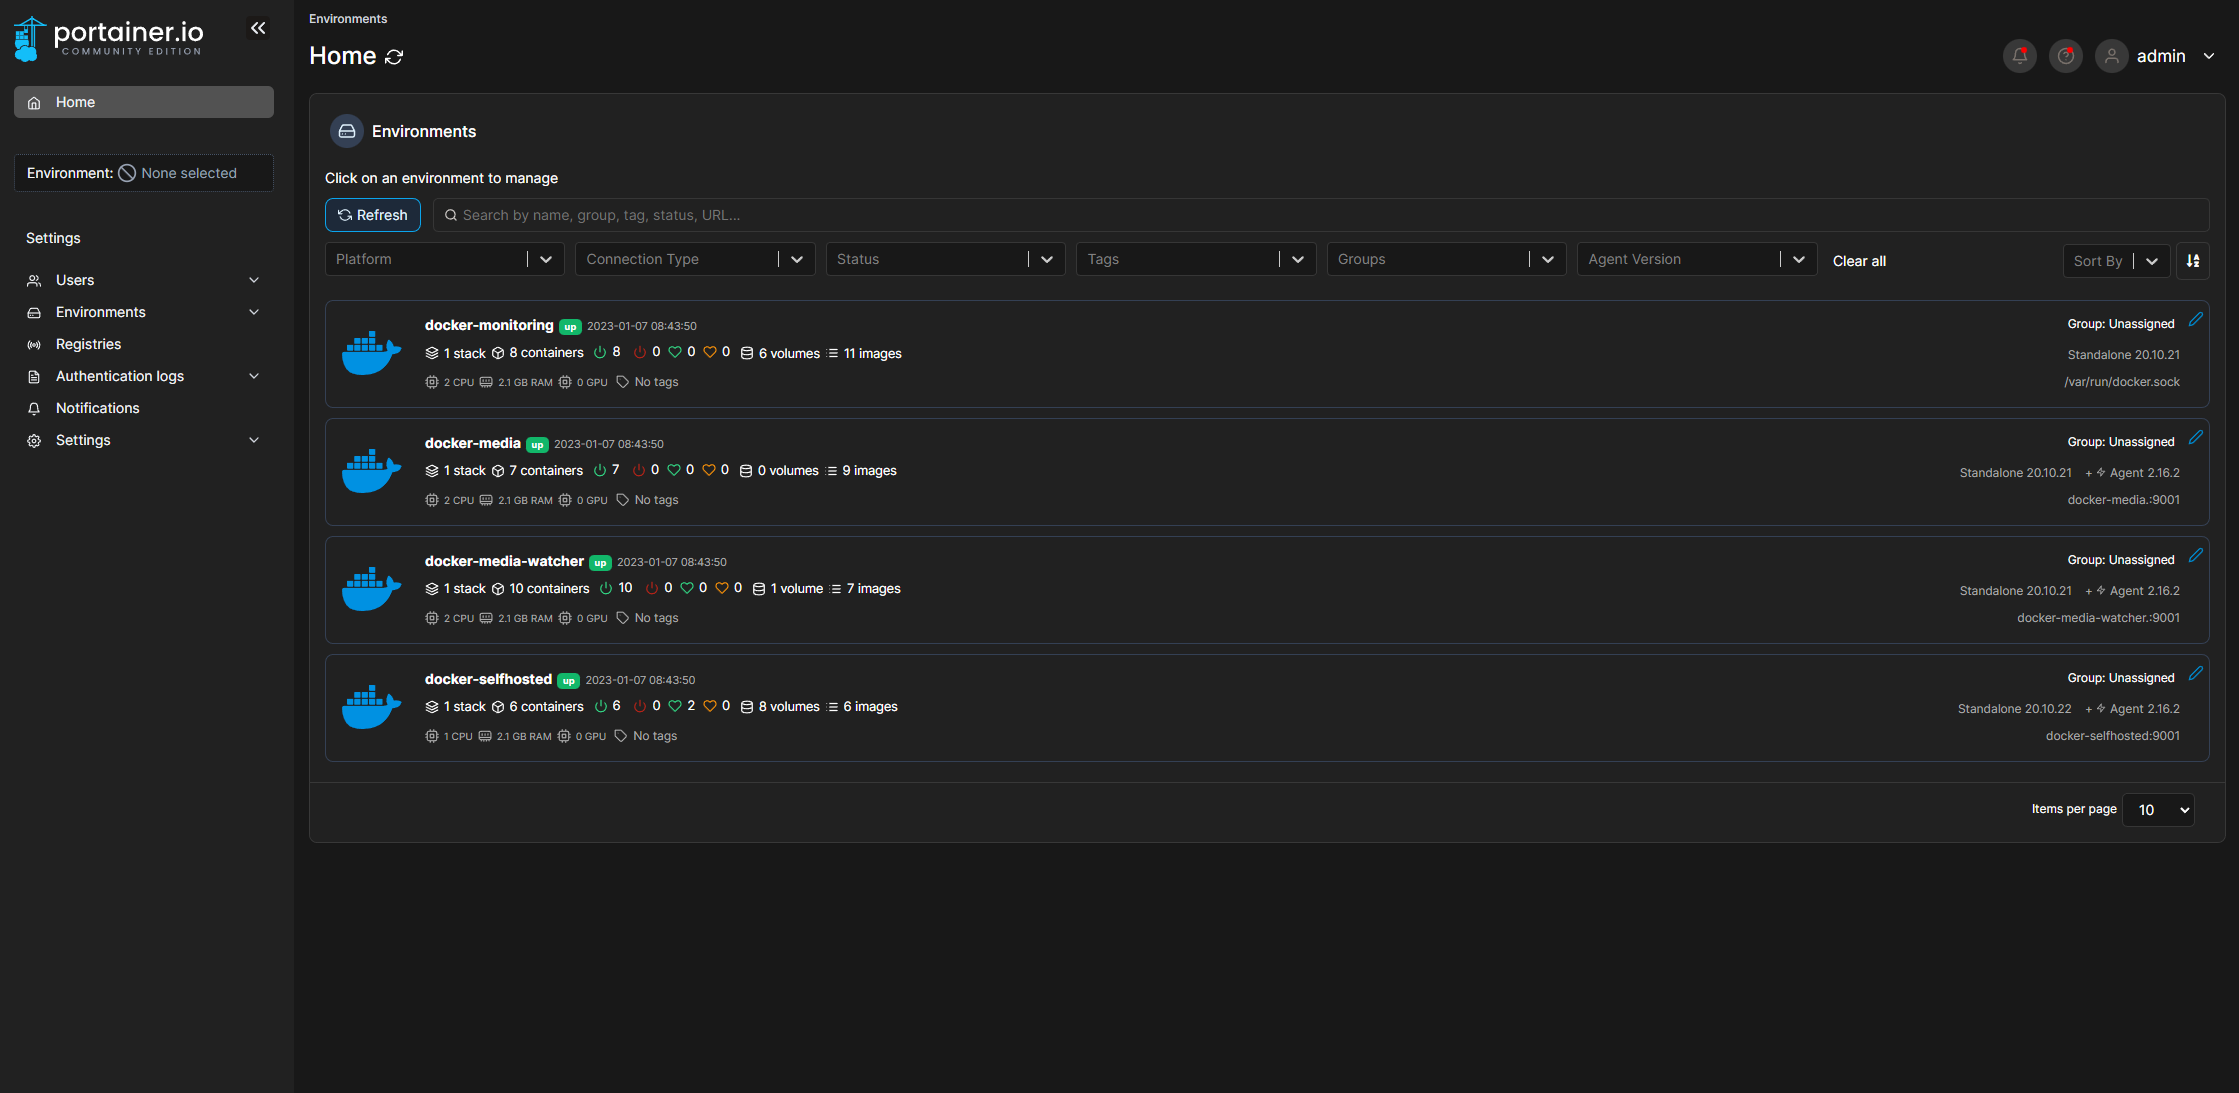 portainer.io
COMMUNITY EDITION
Home
Environment: None selected
Settings
Users
Environments
Registries
Authentication logs
Notifications
Settings
Environments
Home
admin
Environments
Click on an environment to manage
Refresh Search by name, group, tag, status, URL...
Platform Connection Type Status Tags Groups Agent Version Clear all Sort By
docker-monitoring up 2023-01-07 08:43:50 Group: Unassigned
1 stack 8 containers 8 0 0 0 6 volumes 11 images Standalone 20.10.21
2 CPU 2.1 GB RAM 0 GPU No tags /var/run/docker.sock
docker-media up 2023-01-07 08:43:50 Group: Unassigned
1 stack 7 containers 7 0 0 0 0 volumes 9 images Standalone 20.10.21 + Agent 2.16.2
2 CPU 2.1 GB RAM 0 GPU No tags docker-media.:9001
docker-media-watcher up 2023-01-07 08:43:50 Group: Unassigned
1 stack 10 containers 10 0 0 0 1 volume 7 images Standalone 20.10.21 + Agent 2.16.2
2 CPU 2.1 GB RAM 0 GPU No tags docker-media-watcher.:9001
docker-selfhosted up 2023-01-07 08:43:50 Group: Unassigned
1 stack 6 containers 6 0 2 0 8 volumes 6 images Standalone 20.10.22 + Agent 2.16.2
1 CPU 2.1 GB RAM 0 GPU No tags docker-selfhosted:9001
Items per page 10